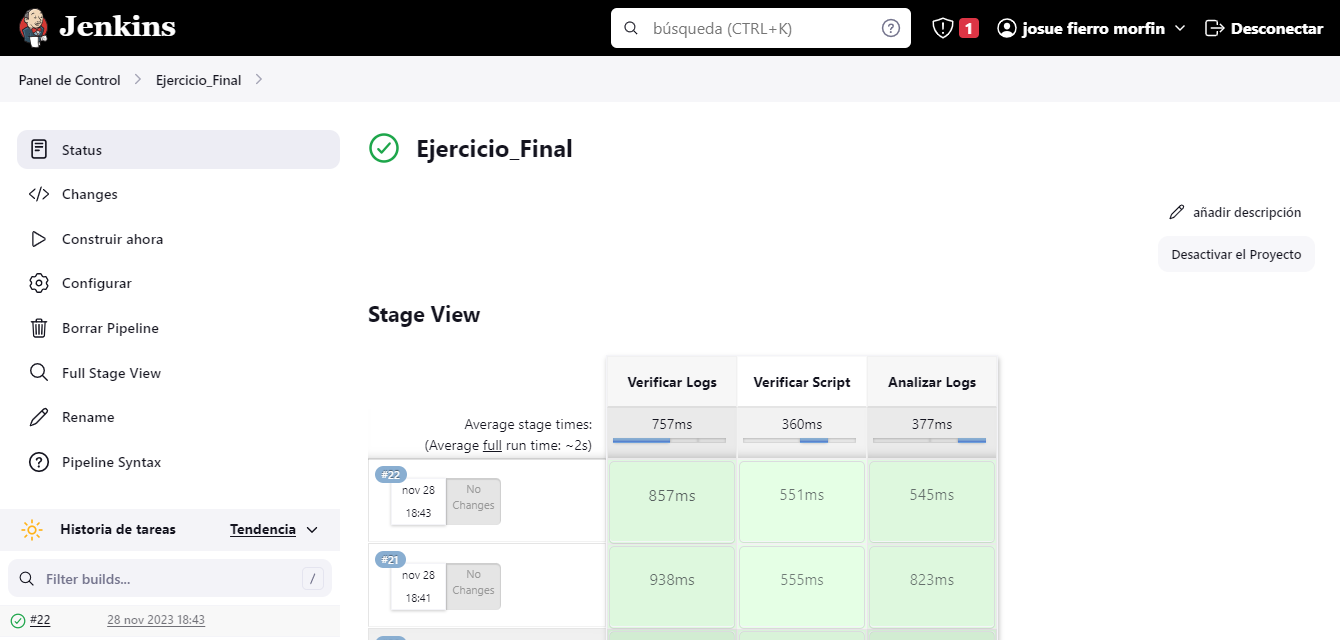 Jenkins
búsqueda (CTRL+K)
1
josue fierro morfin
Desconectar
Panel de Control
Ejercicio_Final
Status
Changes
Construir ahora
Configurar
Borrar Pipeline
Full Stage View
Rename
Pipeline Syntax
Historia de tareas
Tendencia
Filter builds...
/
#22
28 nov 2023 18:43
Ejercicio_Final
añadir descripción
Desactivar el Proyecto
Stage View
Verificar Logs
Verificar Script
Analizar Logs
Average stage times:
(Average full run time: ~2s)
757ms
360ms
377ms
#22
nov 28
18:43
No
Changes
857ms
551ms
545ms
#21
nov 28
18:41
No
Changes
938ms
555ms
823ms